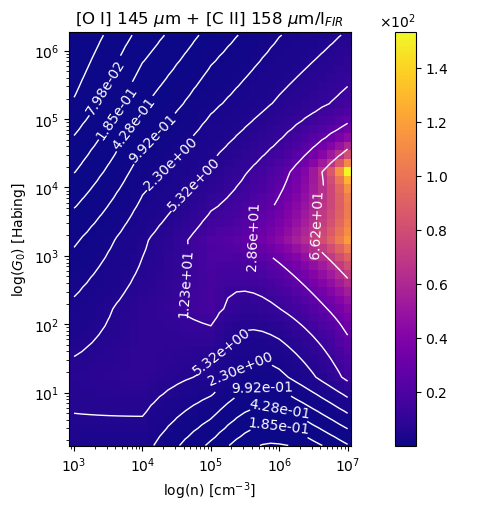 [O I] 145 μm + [C II] 158 μm/I_FIR
×10²
10⁶
10⁵
10⁴
10³
10²
10¹
log(G₀) [Habing]
7.98e-02
1.85e-01
4.28e-01
9.92e-01
2.30e+00
5.32e+00
1.23e+01
2.86e+01
6.62e+01
5.32e+00
2.30e+00
9.92e-01
4.28e-01
1.85e-01
10³ 10⁴ 10⁵ 10⁶ 10⁷
log(n) [cm⁻³]
1.4
1.2
1.0
0.8
0.6
0.4
0.2